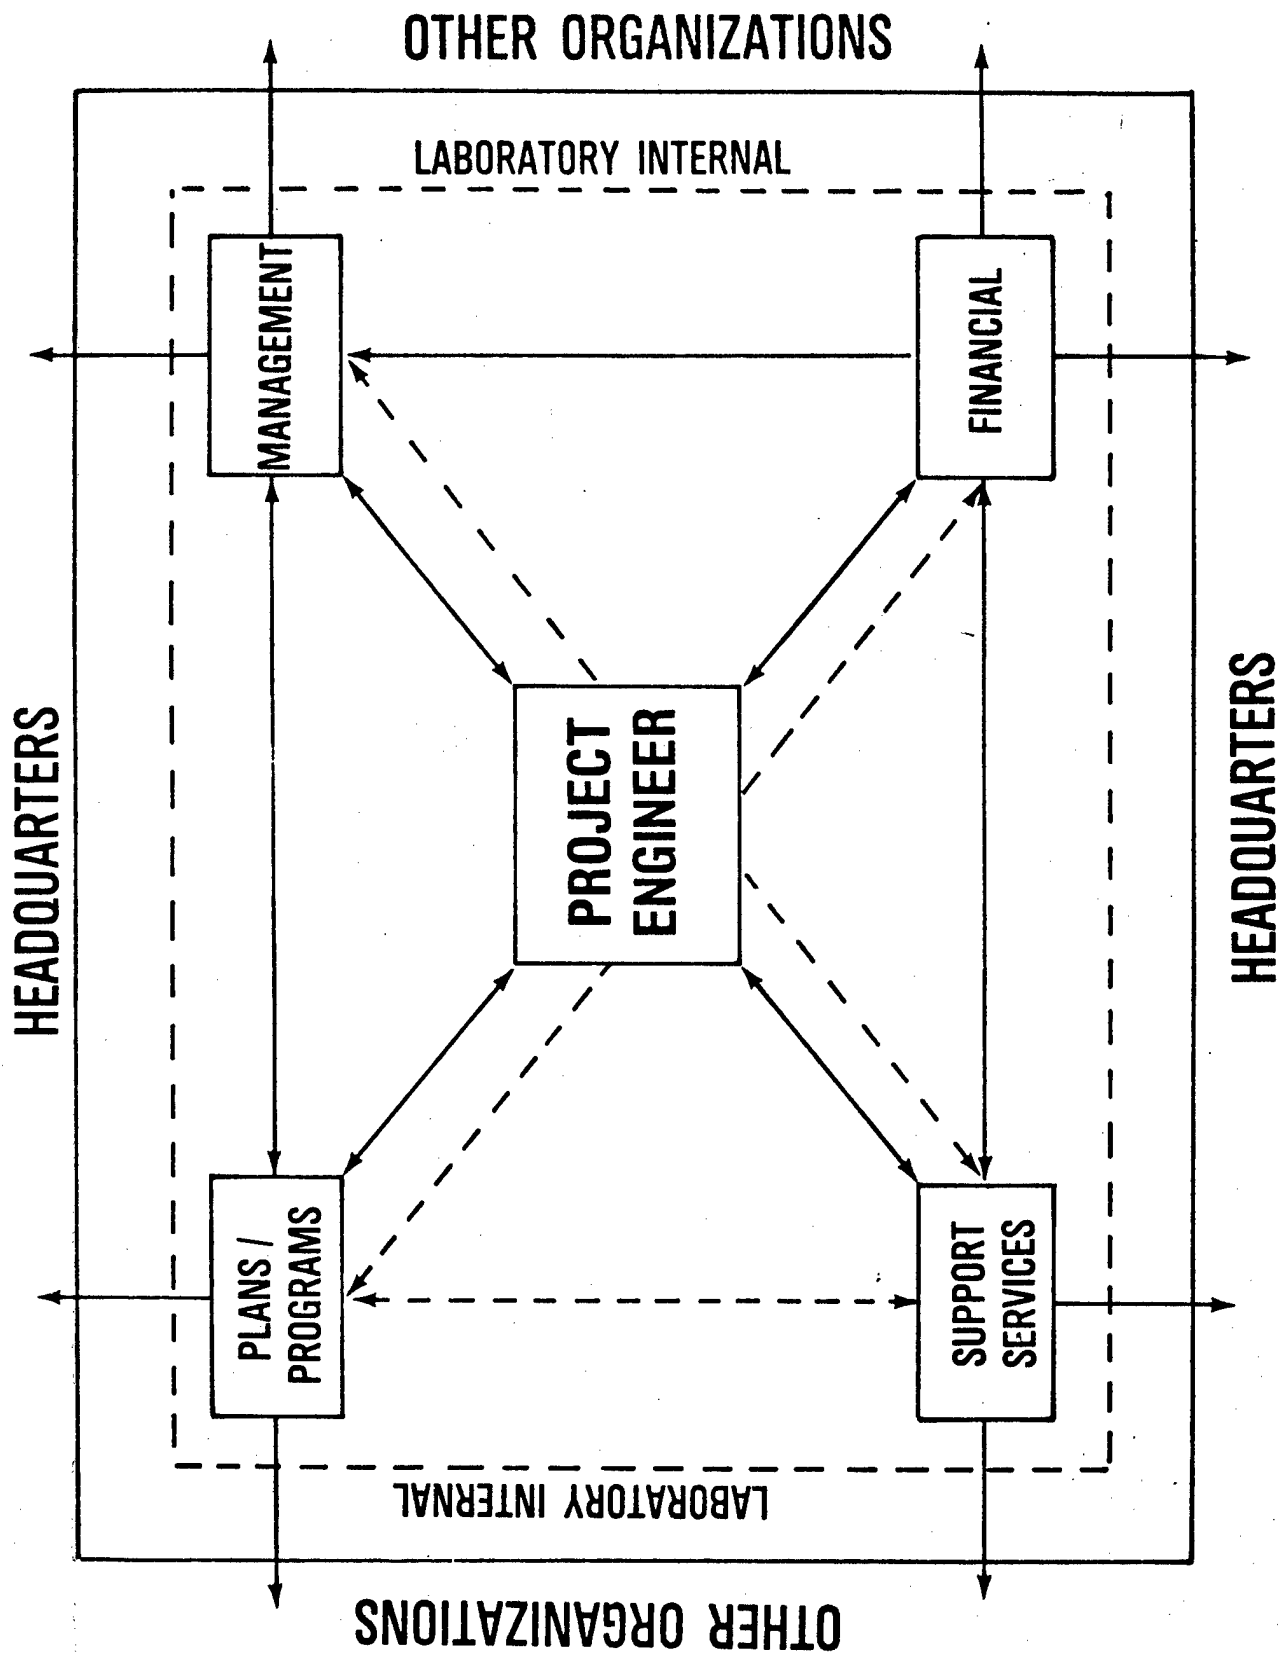 OTHER ORGANIZATIONS
LABORATORY INTERNAL
HEADQUARTERS
MANAGEMENT
FINANCIAL
PROJECT
ENGINEER
HEADQUARTERS
PLANS /
PROGRAMS
SUPPORT
SERVICES
LABORATORY INTERNAL
OTHER ORGANIZATIONS